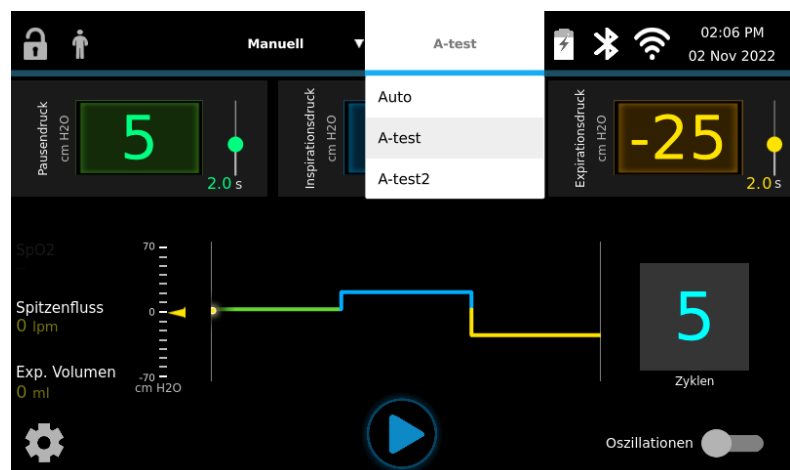 Manuell ▼
A-test
02:06 PM
02 Nov 2022
Auto
A-test
A-test2
Pausendruck
cm H2O
5
2.0 s
Inspirationsdruck
cm H2O
Expirationsdruck
cm H2O
-25
2.0 s
SpO2
--
Spitzenfluss
0 lpm
Exp. Volumen
0 ml
70
0
-70
cm H2O
5
Zyklen
Oszillationen